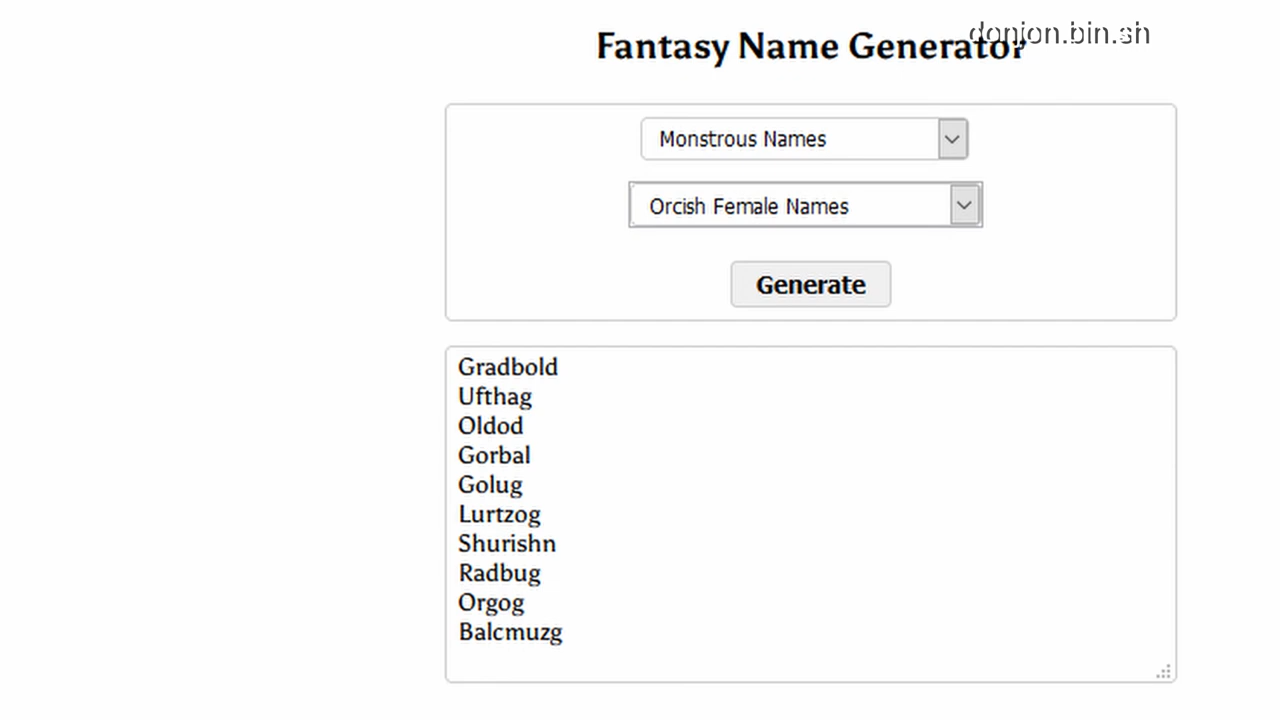 donjon.bin.sh
Fantasy Name Generator
Monstrous Names
Orcish Female Names
Generate
Gradbold
Ufthag
Oldod
Gorbal
Golug
Lurtzog
Shurishn
Radbug
Orgog
Balcmuzg